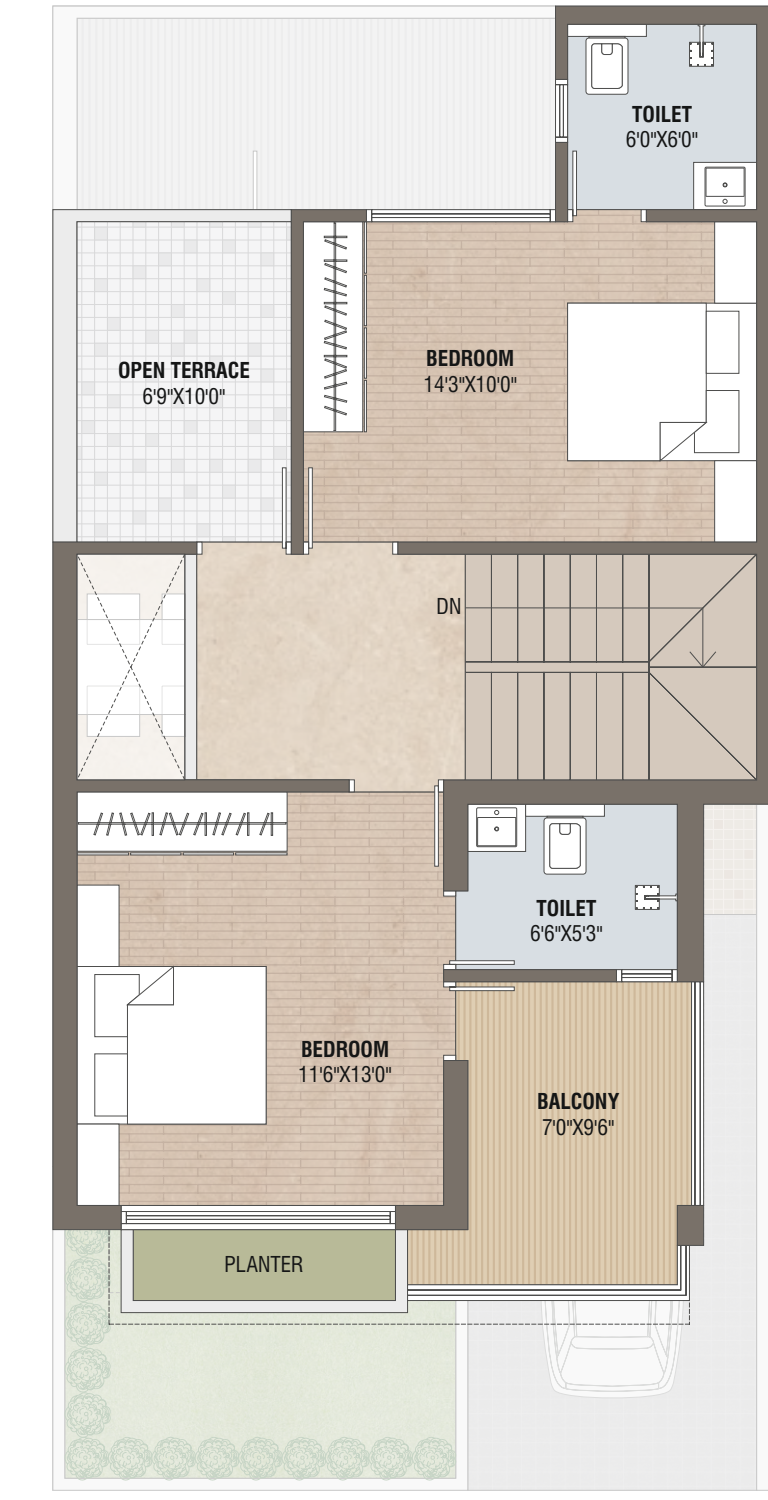 TOILET
6'0"X6'0"
OPEN TERRACE
6'9"X10'0"
BEDROOM
14'3"X10'0"
DN
TOILET
6'6"X5'3"
BEDROOM
11'6"X13'0"
BALCONY
7'0"X9'6"
PLANTER